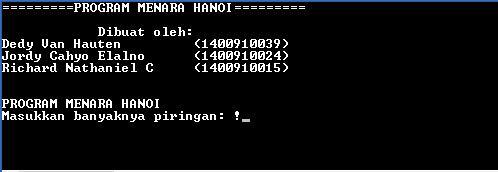 =========PROGRAM MENARA HANOI=========
Dibuat oleh:
Dedy Van Hauten (1400910039)
Jordy Cahyo Elalno (1400910024)
Richard Nathaniel C (1400910015)
PROGRAM MENARA HANOI
Masukkan banyaknya piringan: !_